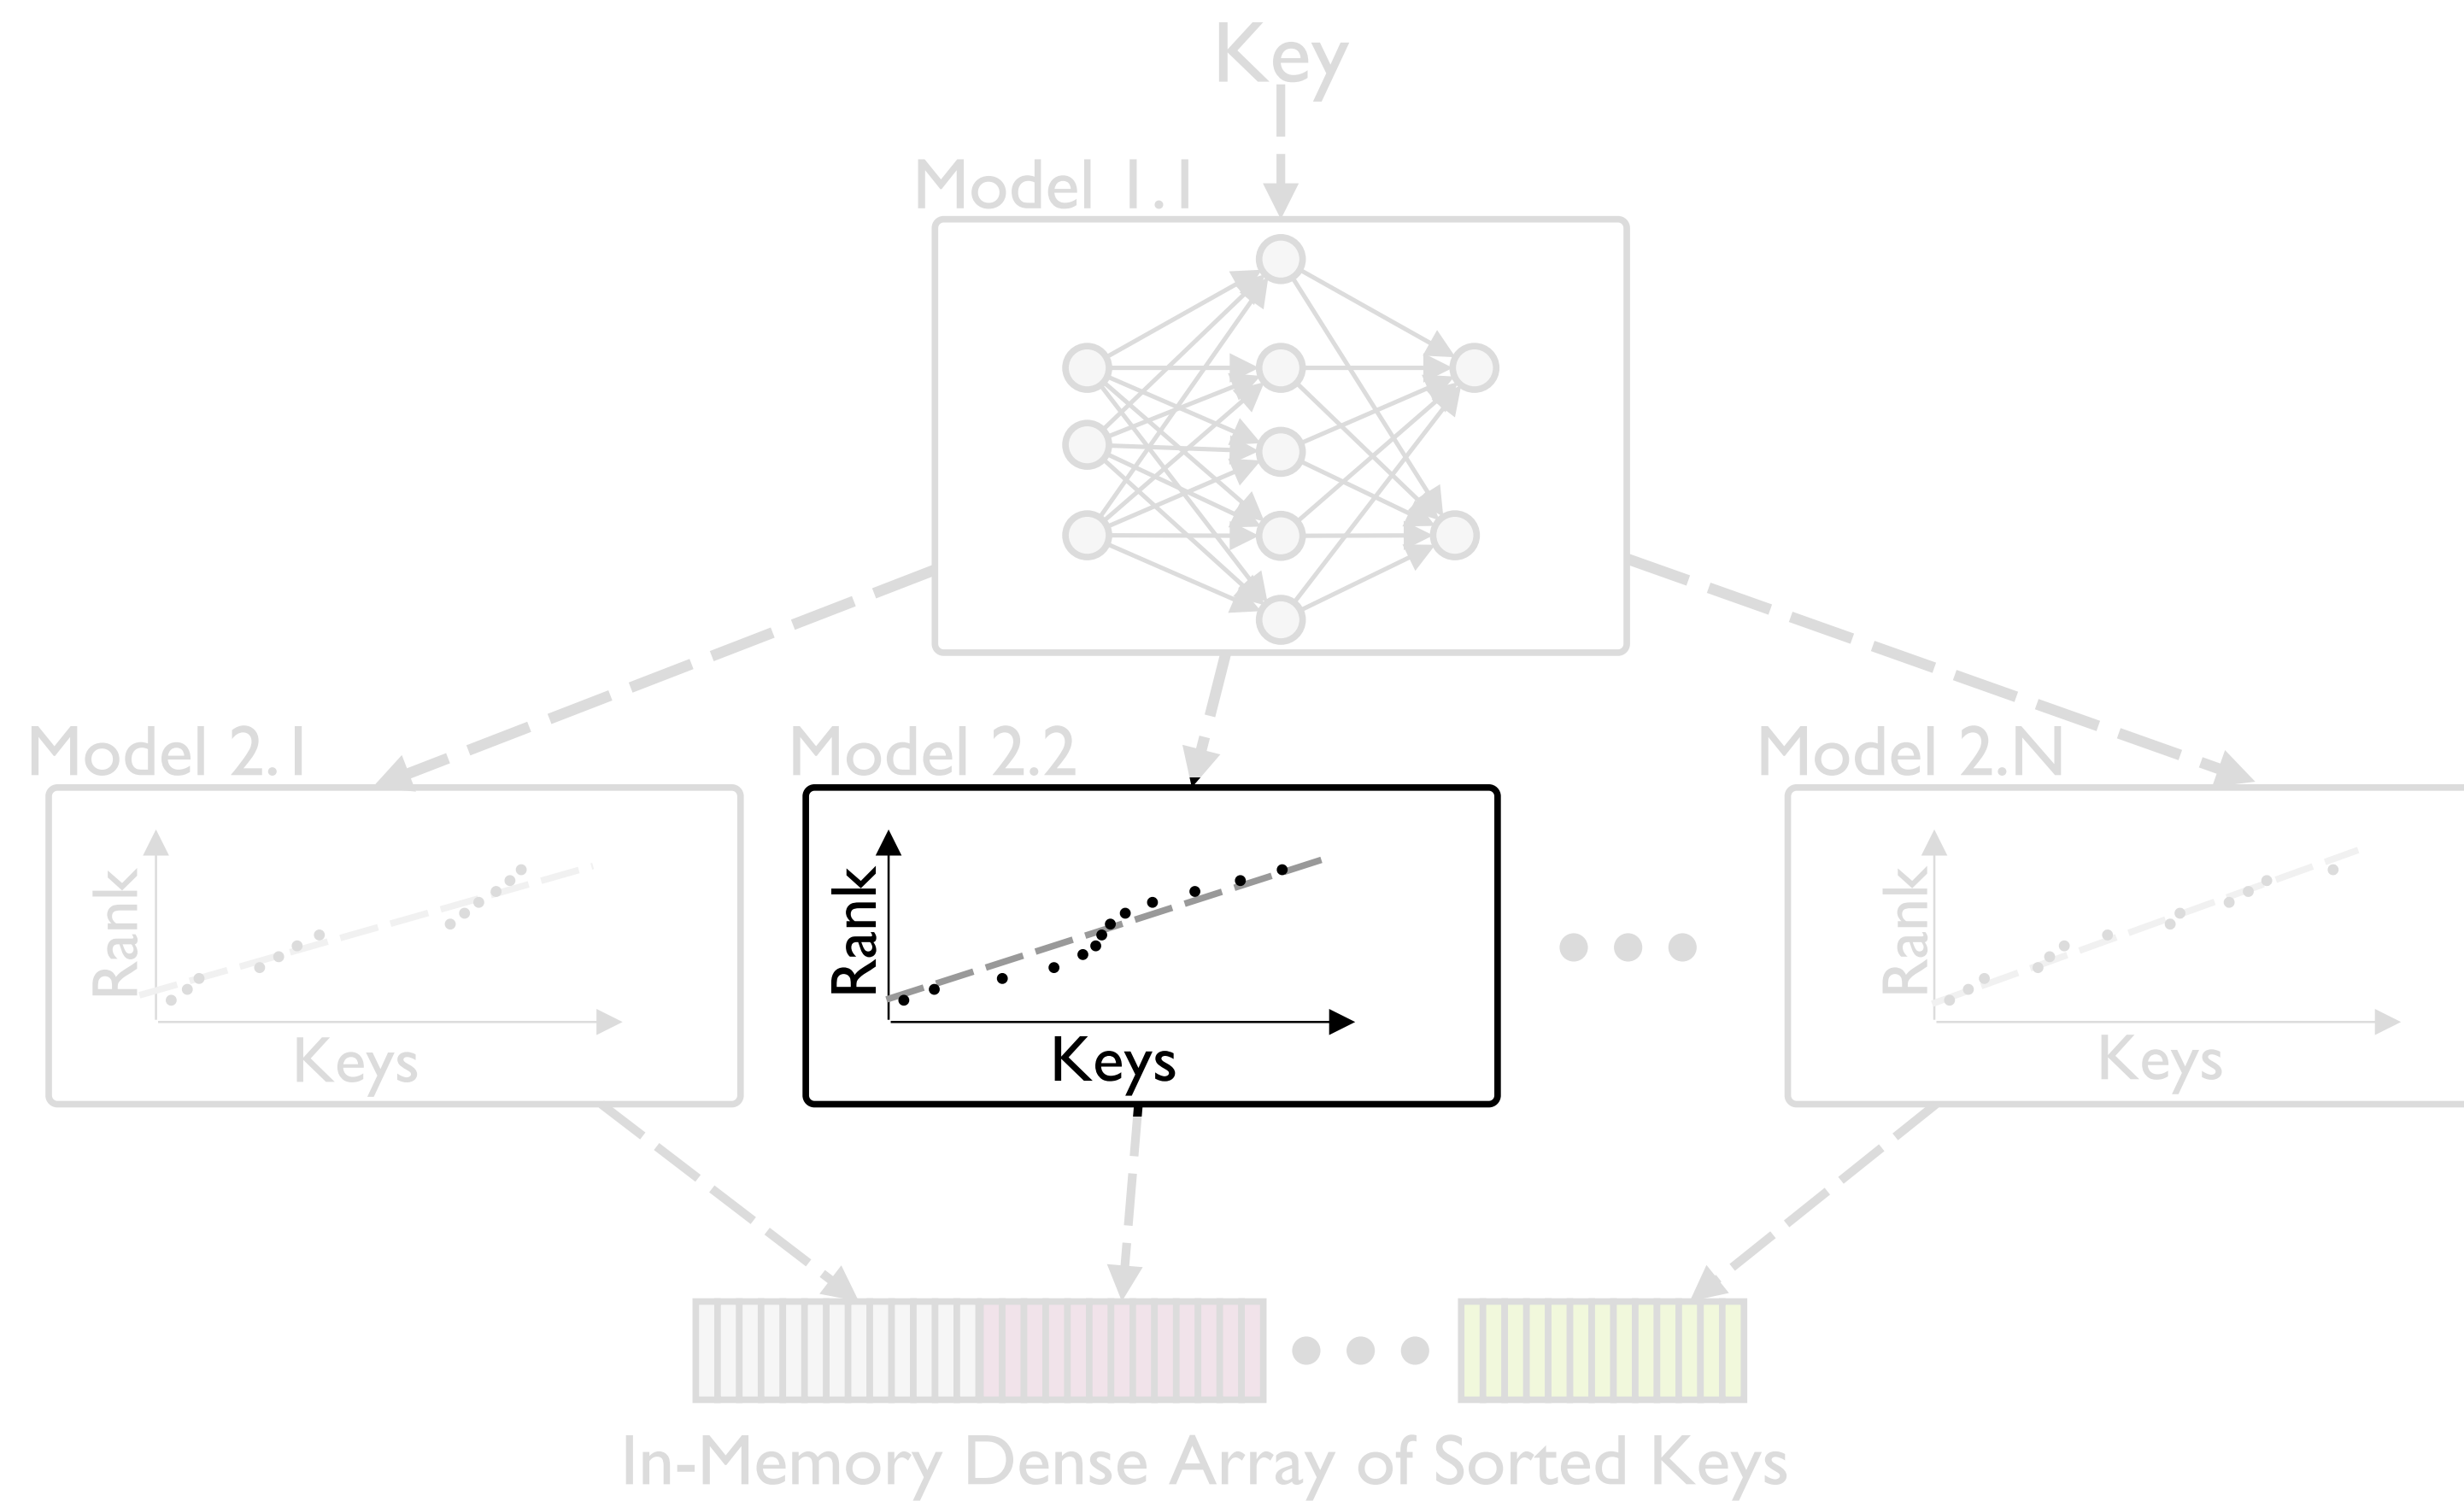 Key
Model 1.1
Model 2.1
Model 2.2
Model 2.N
Rank
Keys
Rank
Keys
Rank
Keys
In-Memory Dense Array of Sorted Keys